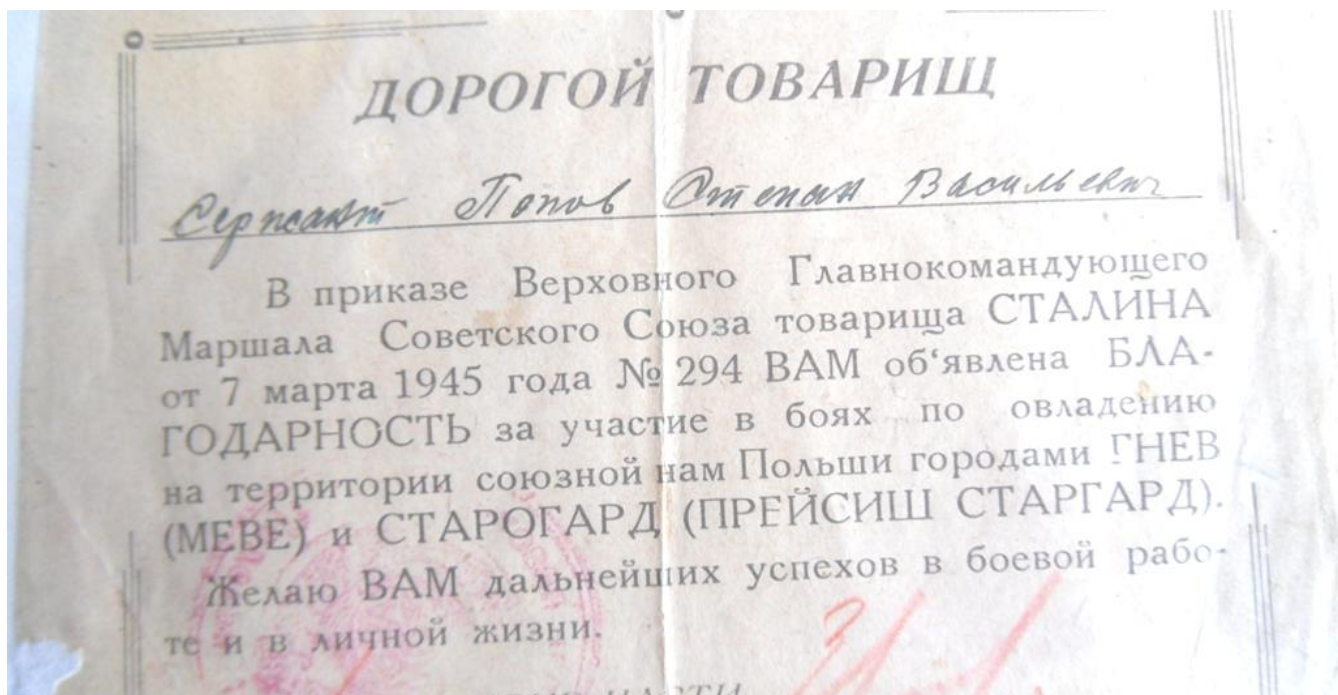 ДОРОГОЙ ТОВАРИЩ
Сержант Попов Степан Васильевич
В приказе Верховного Главнокомандующего
Маршала Советского Союза товарища СТАЛИНА
от 7 марта 1945 года № 294 ВАМ об‘явлена БЛА-
ГОДАРНОСТЬ за участие в боях по овладению
на территории союзной нам Польши городами ГНЕВ
(МЕВЕ) и СТАРОГАРД (ПРЕЙСИШ СТАРГАРД).
Желаю ВАМ дальнейших успехов в боевой рабо-
те и в личной жизни.
ЧАСТИ